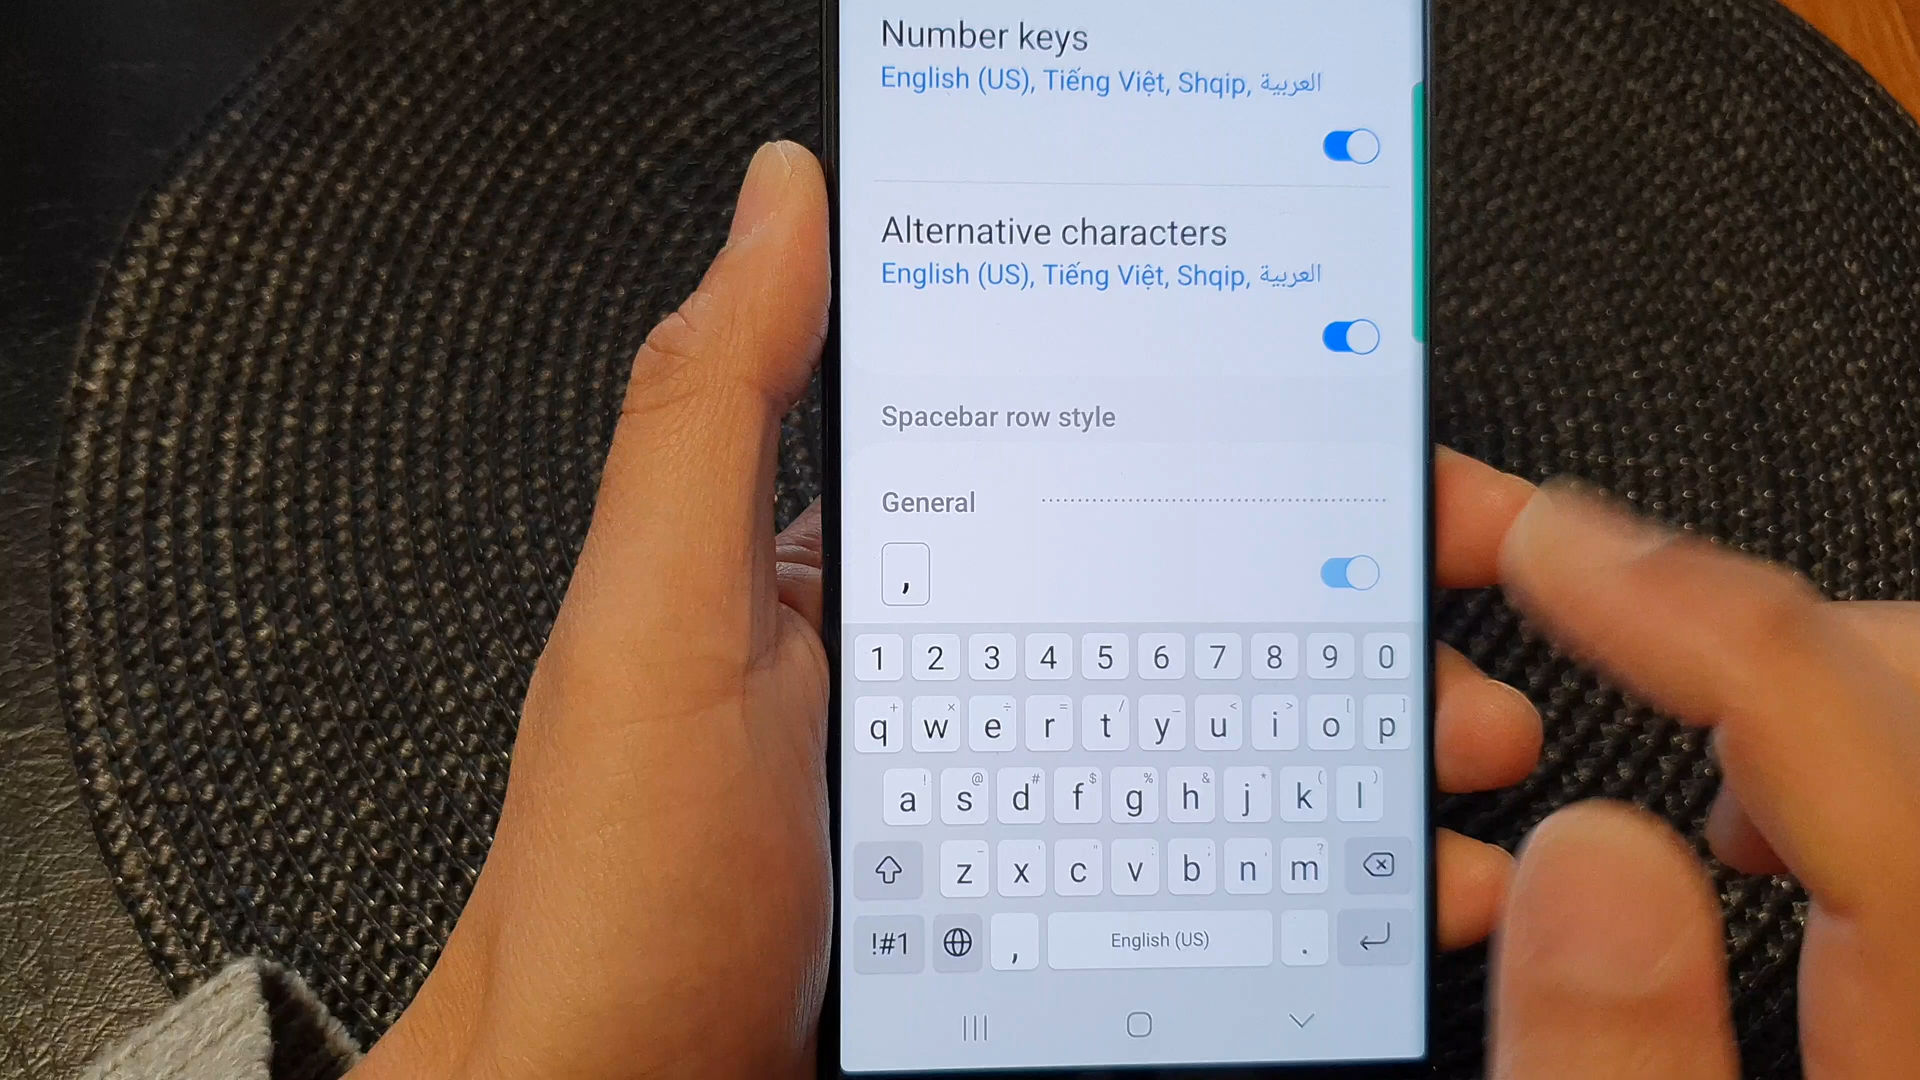 Number keys
English (US), Tiếng Việt, Shqip, العربية
Alternative characters
English (US), Tiếng Việt, Shqip, العربية
Spacebar row style
General
,
1 2 3 4 5 6 7 8 9 0
+ × ÷ = / _ < > [ ]
q w e r t y u i o p
! @ # $ % & * ( )
a s d f g h j k l
- ' " : ; , ?
z x c v b n m
!#1 , English (US) .